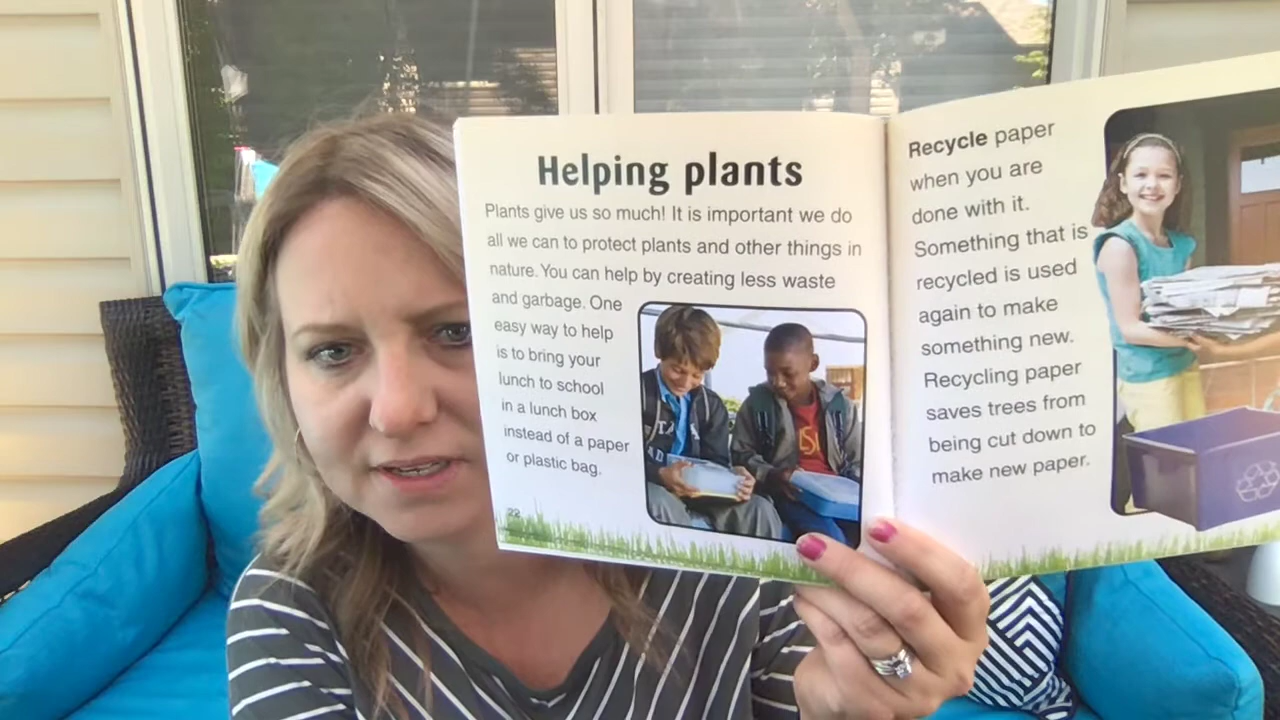 Helping plants
Plants give us so much! It is important we do
all we can to protect plants and other things in
nature. You can help by creating less waste
and garbage. One
easy way to help
is to bring your
lunch to school
in a lunch box
instead of a paper
or plastic bag.
22
Recycle paper
when you are
done with it.
Something that is
recycled is used
again to make
something new.
Recycling paper
saves trees from
being cut down to
make new paper.